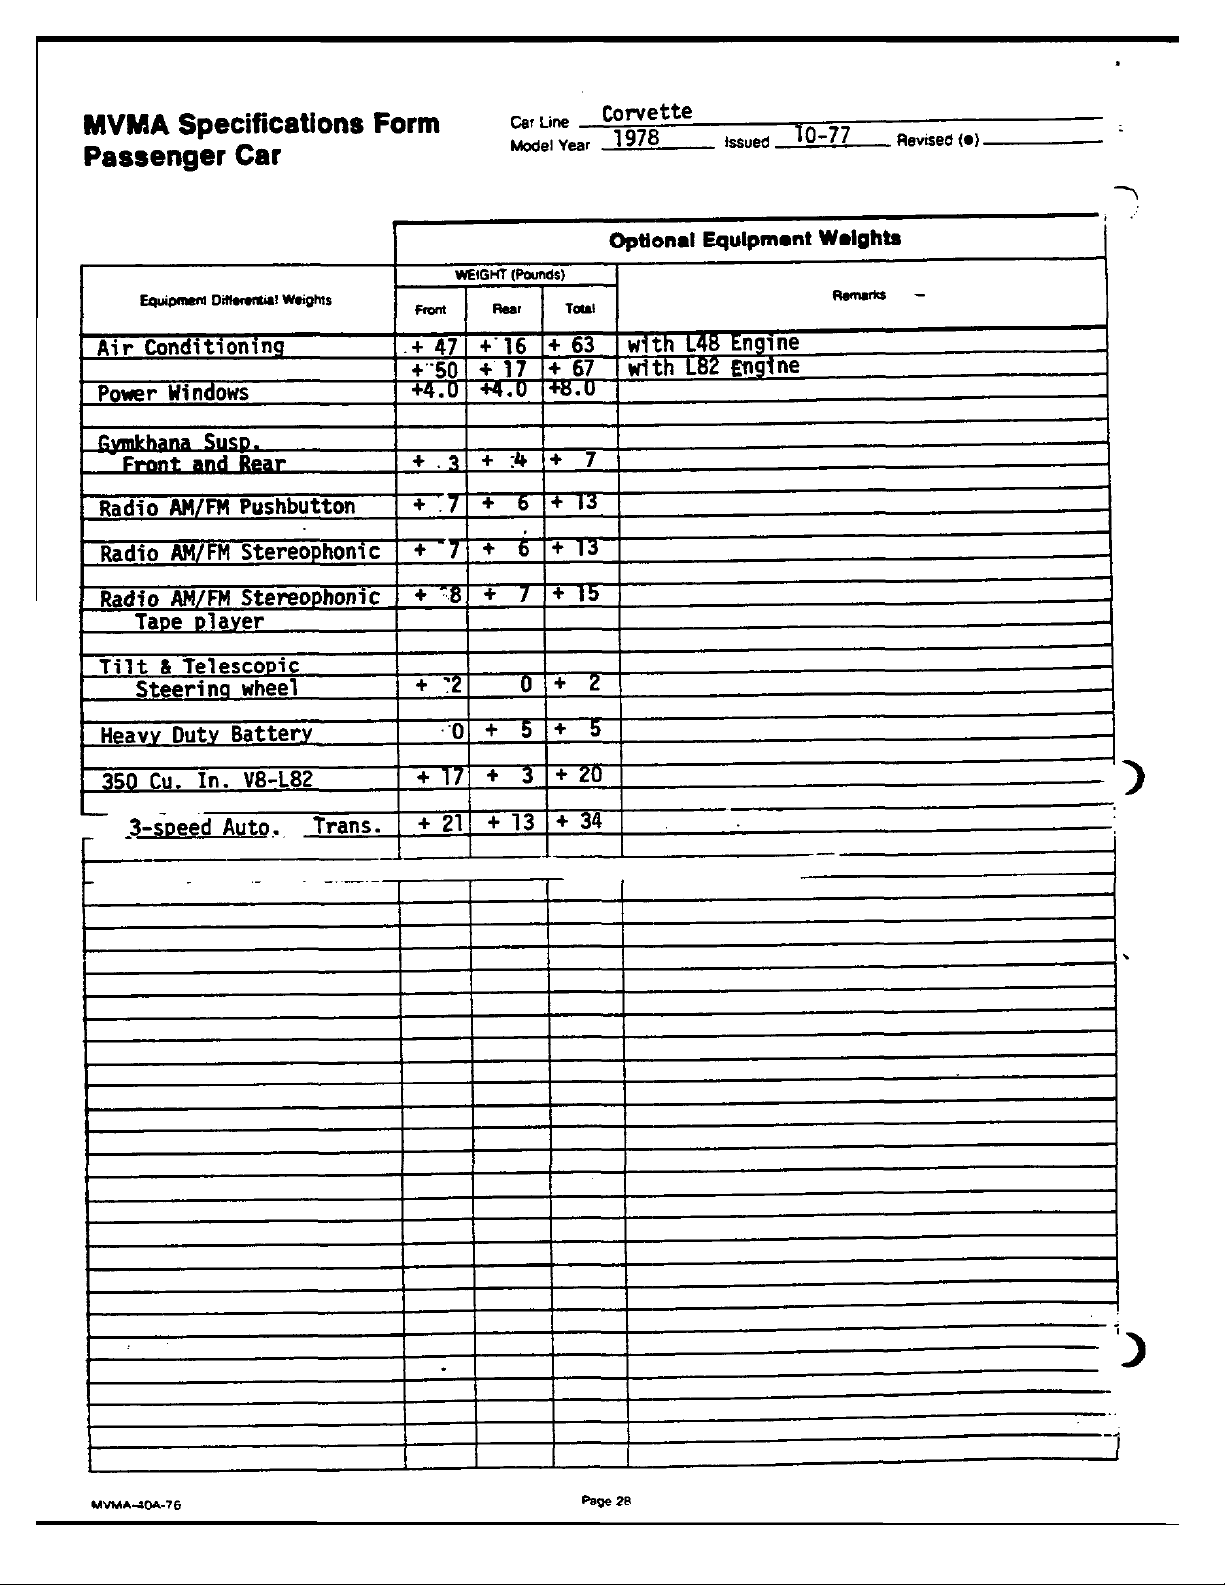 MVMA Specifications Form
Passenger Car
Car Line Corvette
Model Year 1978 Issued 10-77 Revised (●)
Optional Equipment Weights
Equipment Differential Weights
WEIGHT (Pounds)
Front Rear Total
Remarks –
Air Conditioning + 47 + 16 + 63 with L48 Engine
+ 50 + 17 + 67 with L82 Engine
Power Windows +4.0 +4.0 +8.0
Gymkhana Susp.
Front and Rear + 3 + 4 + 7
Radio AM/FM Pushbutton + 7 + 6 + 13
Radio AM/FM Stereophonic + 7 + 6 + 13
Radio AM/FM Stereophonic + 8 + 7 + 15
Tape player
Tilt & Telescopic
Steering wheel + 2 0 + 2
Heavy Duty Battery 0 + 5 + 5
350 Cu. In. V8-L82 + 17 + 3 + 20
3-speed Auto. Trans. + 21 + 13 + 34
MVMA-40A-76
Page 28